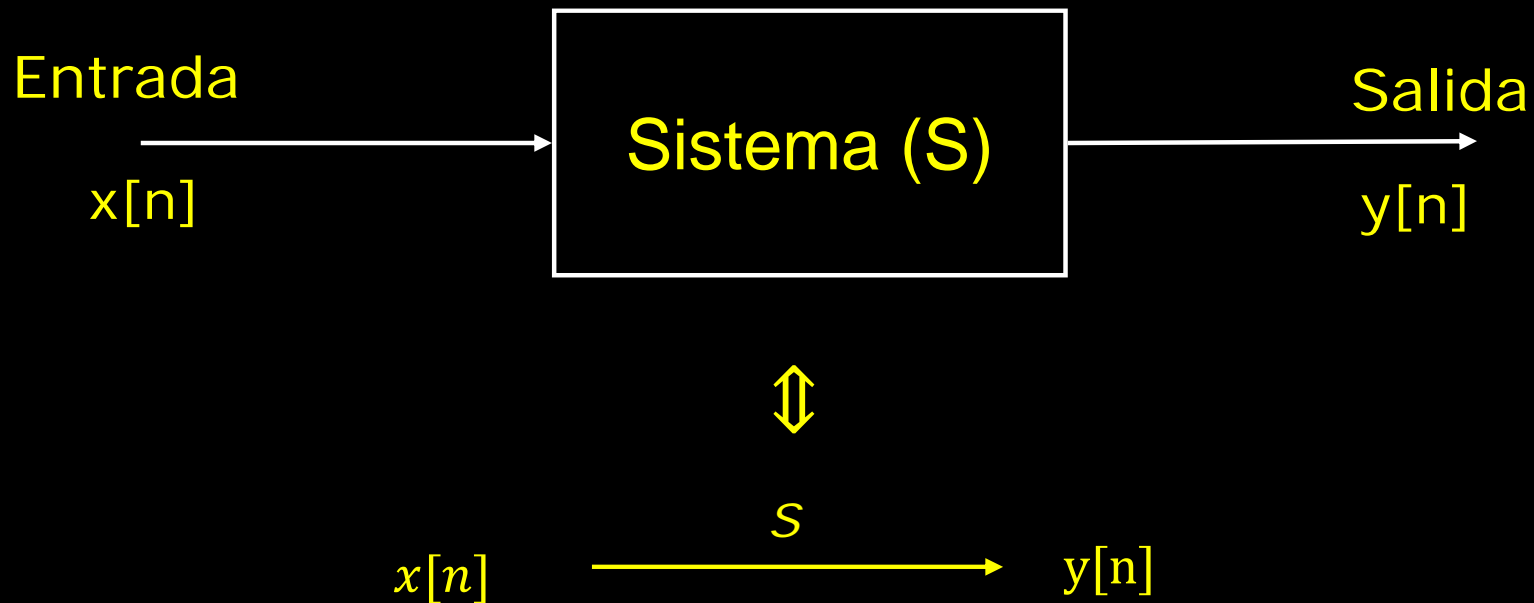 Entrada
Sistema (S)
Salida
x[n]
y[n]
⇕
S
x[n]
y[n]